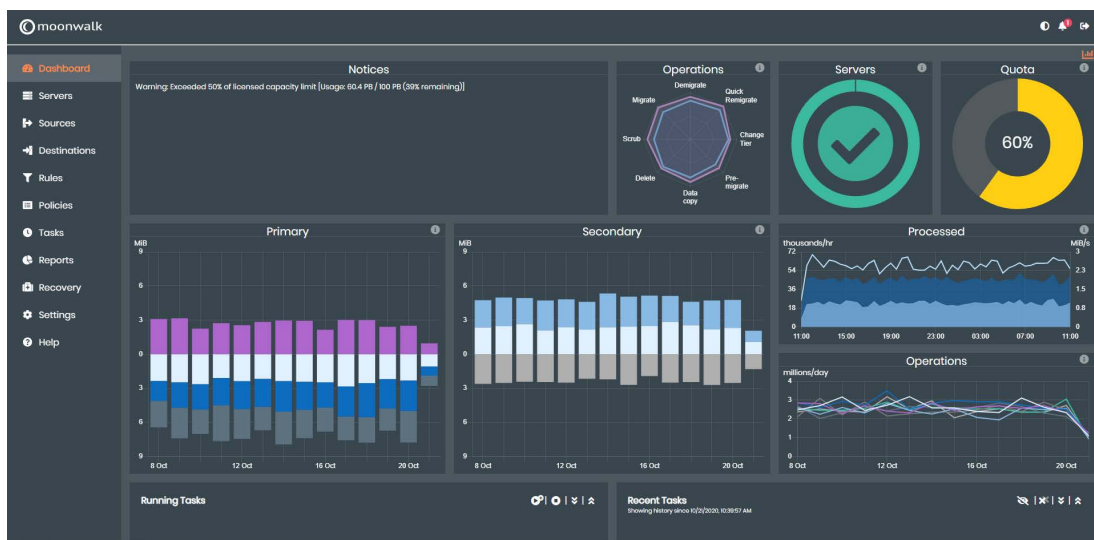 moonwalk
Dashboard
Servers
Sources
Destinations
Rules
Policies
Tasks
Reports
Recovery
Settings
Help
Notices
Warning: Exceeded 50% of licensed capacity limit [Usage: 60.4 PB / 100 PB (39% remaining)]
Operations
Demigrate
Quick
Remigrate
Change
Tier
Pre-
migrate
Data
copy
Delete
Scrub
Migrate
Servers
Quota
60%
Primary
MiB
9
6
3
0
3
6
9
8 Oct 12 Oct 16 Oct 20 Oct
Secondary
MiB
9
6
3
0
3
6
9
8 Oct 12 Oct 16 Oct 20 Oct
Processed
thousands/hr MiB/s
72 3
54 2.3
36 1.5
18 0.8
0 0
11:00 15:00 19:00 23:00 03:00 07:00 11:00
Operations
millions/day
4
3
2
1
0
8 Oct 12 Oct 16 Oct 20 Oct
Running Tasks
Recent Tasks
Showing history since 10/21/2020, 10:39:57 AM